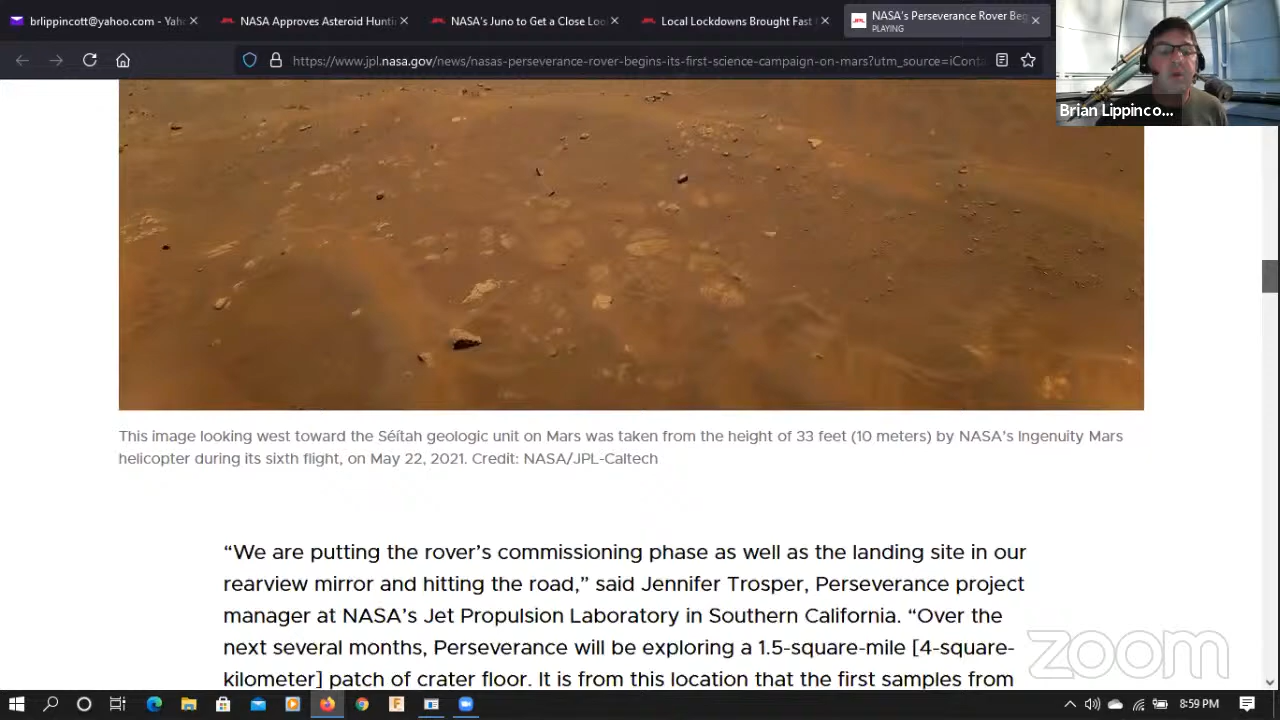 brlippincott@yahoo.com - Yaho
NASA Approves Asteroid Hunti
NASA's Juno to Get a Close Loo
Local Lockdowns Brought Fast
NASA's Perseverance Rover Beg
PLAYING
https://www.jpl.nasa.gov/news/nasas-perseverance-rover-begins-its-first-science-campaign-on-mars?utm_source=iConta
Brian Lippinco...
This image looking west toward the Séítah geologic unit on Mars was taken from the height of 33 feet (10 meters) by NASA's Ingenuity Mars
helicopter during its sixth flight, on May 22, 2021. Credit: NASA/JPL-Caltech
“We are putting the rover's commissioning phase as well as the landing site in our
rearview mirror and hitting the road,” said Jennifer Trosper, Perseverance project
manager at NASA's Jet Propulsion Laboratory in Southern California. “Over the
next several months, Perseverance will be exploring a 1.5-square-mile [4-square-
kilometer] patch of crater floor. It is from this location that the first samples from
zoom
8:59 PM